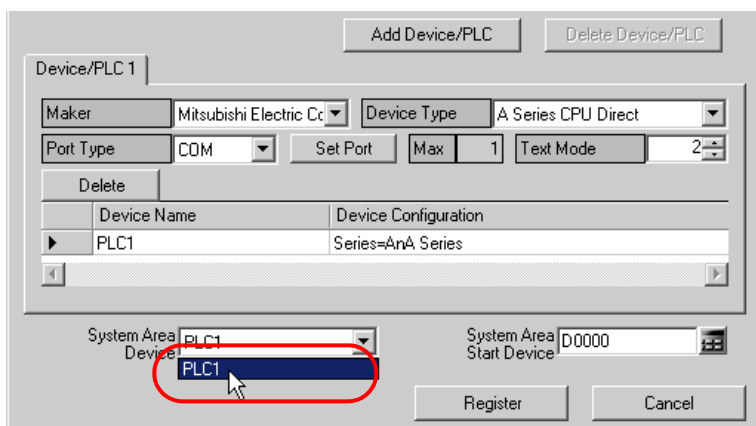 Add Device/PLC Delete Device/PLC
Device/PLC 1
Maker Mitsubishi Electric Cc Device Type A Series CPU Direct
Port Type COM Set Port Max 1 Text Mode 2
Delete
Device Name Device Configuration
PLC1 Series=AnA Series
System Area Device PLC1 System Area Start Device D0000
PLC1
Register Cancel